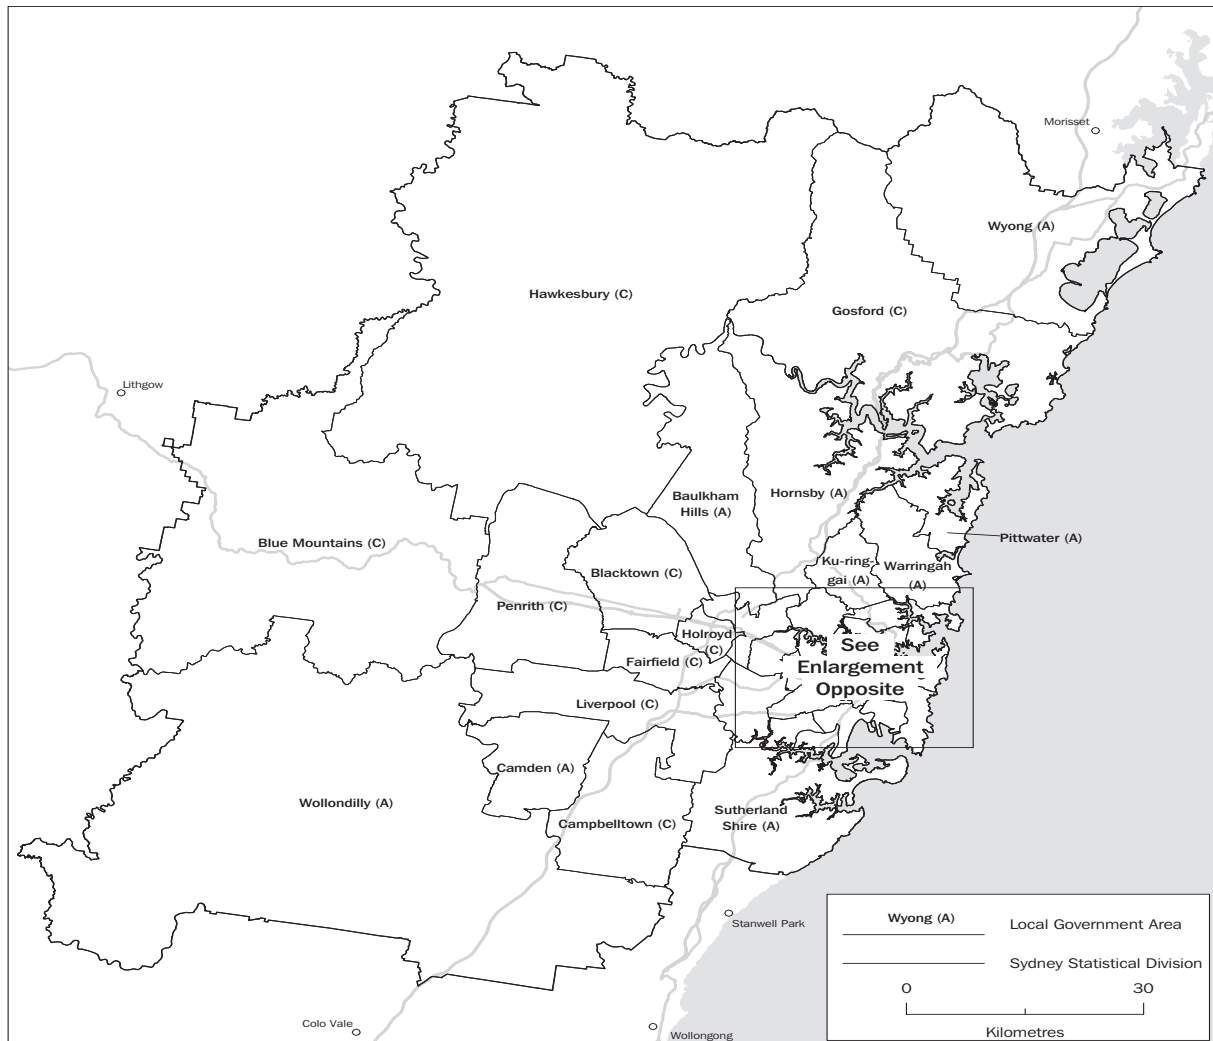 Morisset
Wyong (A)
Hawkesbury (C)
Gosford (C)
Lithgow
Baulkham
Hills (A)
Hornsby (A)
Pittwater (A)
Blue Mountains (C)
Ku-ring-
gai (A)
Warringah
(A)
Blacktown (C)
Penrith (C)
Holroyd
(C)
Fairfield (C)
See
Enlargement
Opposite
Liverpool (C)
Camden (A)
Wollondilly (A)
Campbelltown (C)
Sutherland
Shire (A)
Stanwell Park
Colo Vale
Wollongong
Wyong (A)
Local Government Area
Sydney Statistical Division
0
30
Kilometres